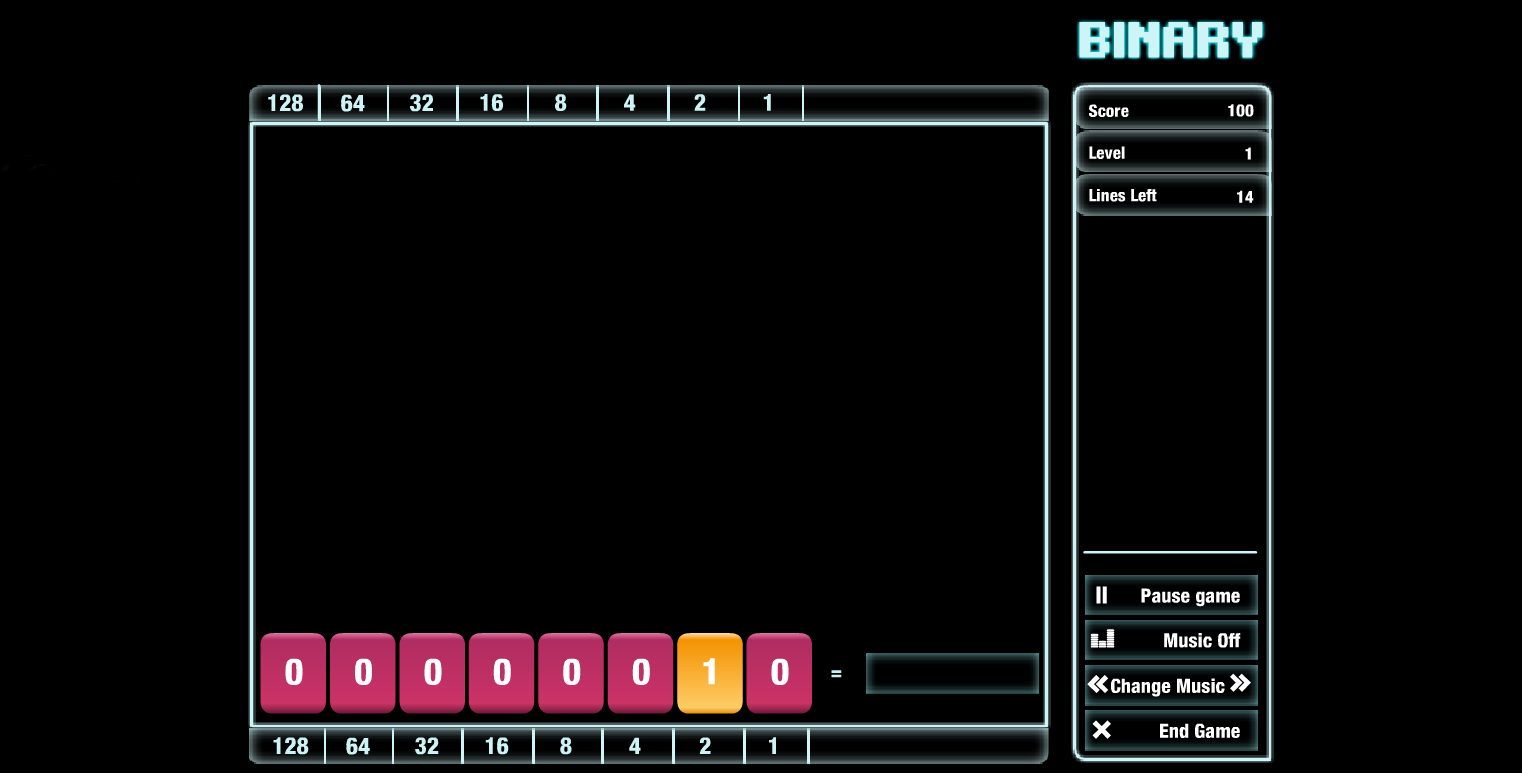 BINARY
128 64 32 16 8 4 2 1
Score 100
Level 1
Lines Left 14
0 0 0 0 0 0 1 0 =
128 64 32 16 8 4 2 1
Pause game
Music Off
Change Music
End Game